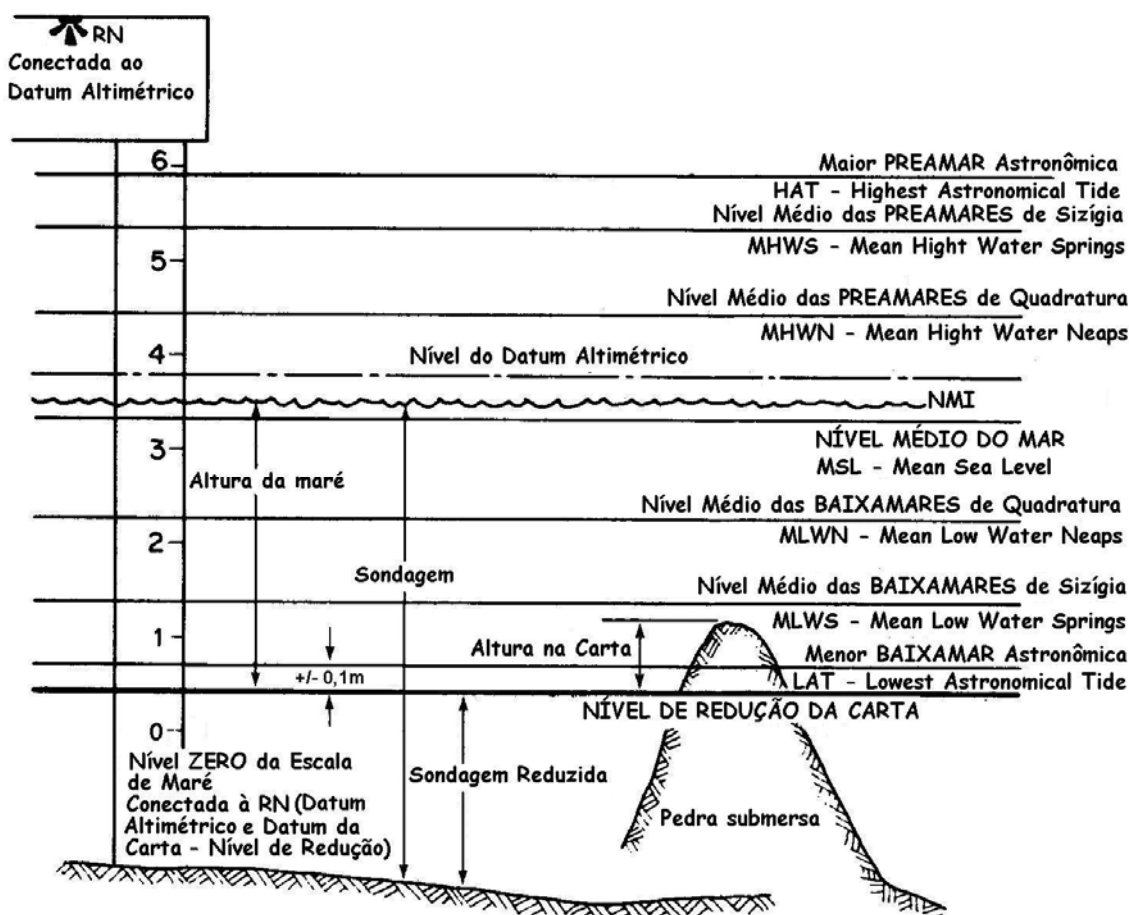 RN
Conectada ao
Datum Altimétrico
6
Maior PREAMAR Astronômica
HAT - Highest Astronomical Tide
Nível Médio das PREAMARES de Sizígia
MHWS - Mean Hight Water Springs
5
Nível Médio das PREAMARES de Quadratura
MHWN - Mean Hight Water Neaps
4
Nível do Datum Altimétrico
NMI
3
NÍVEL MÉDIO DO MAR
MSL - Mean Sea Level
Altura da maré
Nível Médio das BAIXAMARES de Quadratura
MLWN - Mean Low Water Neaps
2
Sondagem
Nível Médio das BAIXAMARES de Sizígia
MLWS - Mean Low Water Springs
1
Altura na Carta
Menor BAIXAMAR Astronômica
+/- 0,1m
LAT - Lowest Astronomical Tide
NÍVEL DE REDUÇÃO DA CARTA
0
Nível ZERO da Escala
de Maré
Conectada à RN (Datum
Altimétrico e Datum da
Carta - Nível de Redução)
Sondagem Reduzida
Pedra submersa